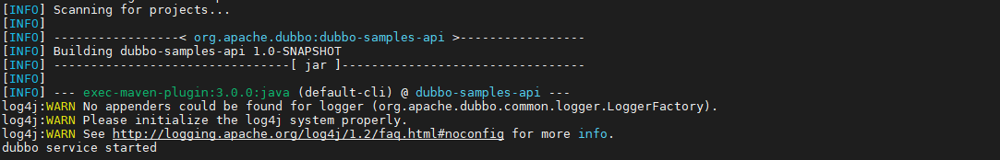 [INFO] Scanning for projects...
[INFO]
[INFO] -----------------< org.apache.dubbo:dubbo-samples-api >-----------------
[INFO] Building dubbo-samples-api 1.0-SNAPSHOT
[INFO] --------------------------------[ jar ]---------------------------------
[INFO]
[INFO] --- exec-maven-plugin:3.0.0:java (default-cli) @ dubbo-samples-api ---
log4j:WARN No appenders could be found for logger (org.apache.dubbo.common.logger.LoggerFactory).
log4j:WARN Please initialize the log4j system properly.
log4j:WARN See http://logging.apache.org/log4j/1.2/faq.html#noconfig for more info.
dubbo service started